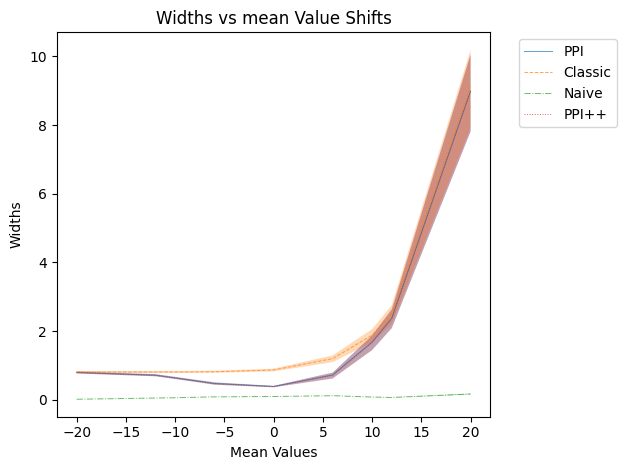 Widths vs mean Value Shifts
PPI
Classic
Naive
PPI++
10
8
6
4
2
0
Widths
−20
−15
−10
−5
0
5
10
15
20
Mean Values